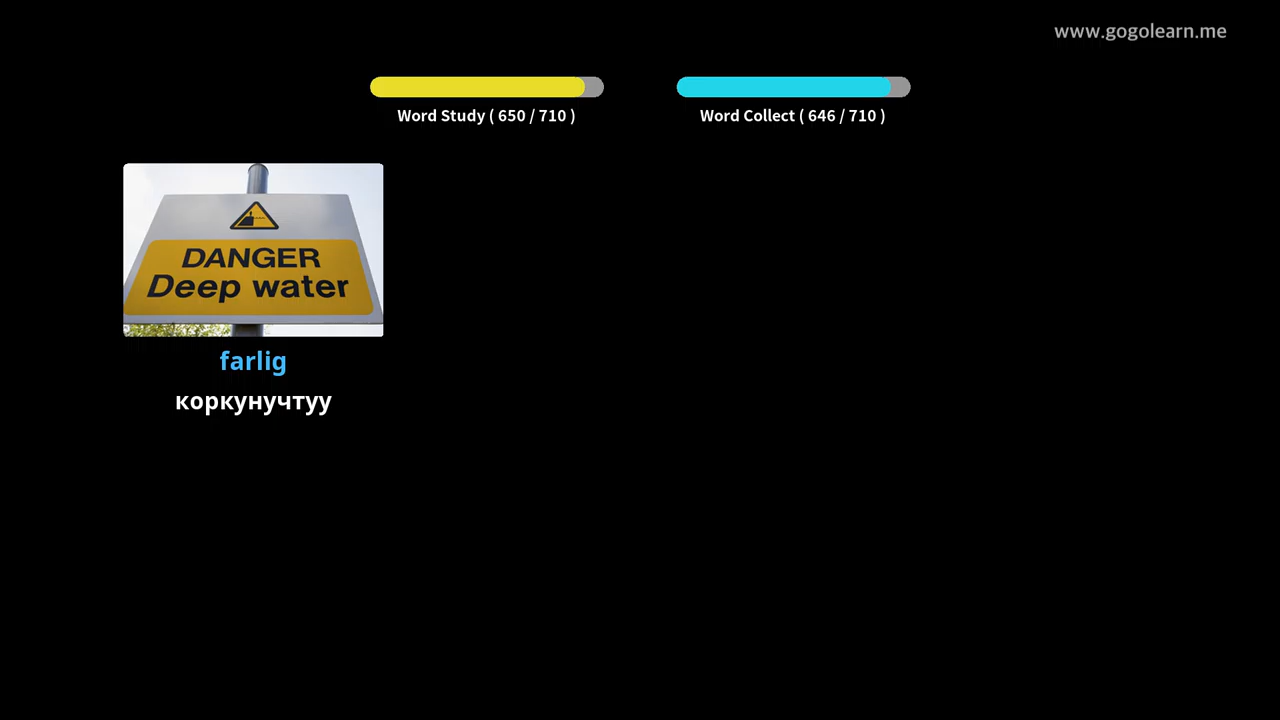 www.gogolearn.me
Word Study ( 650 / 710 )
Word Collect ( 646 / 710 )
DANGER
Deep water
farlig
коркунучтуу